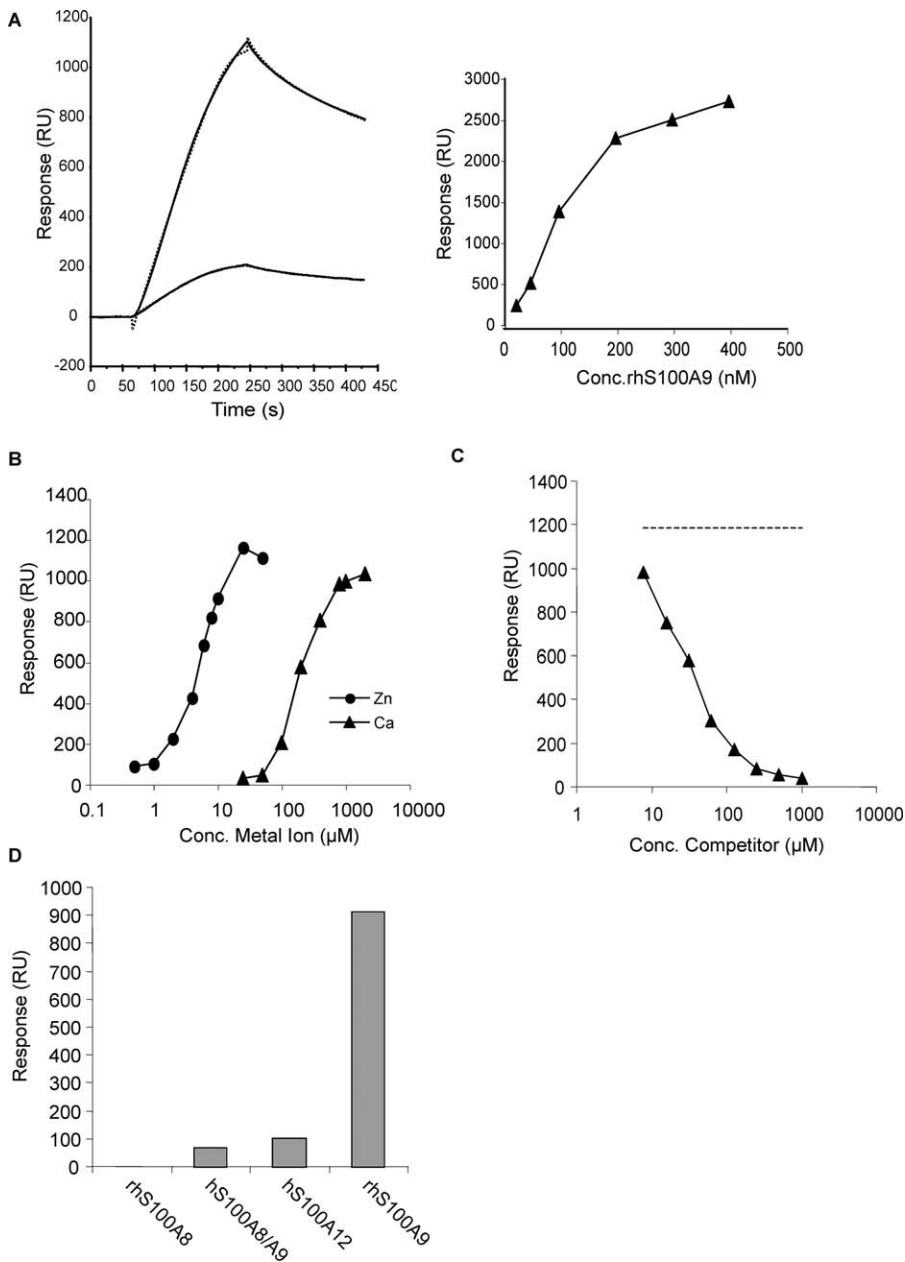 A
1200
1000
800
600
400
200
0
-200
Response (RU)
0 50 100 150 200 250 300 350 400 450
Time (s)
3000
2500
2000
1500
1000
500
0
Response (RU)
0 100 200 300 400 500
Conc.rhS100A9 (nM)
B
1400
1200
1000
800
600
400
200
0
Response (RU)
Zn
Ca
0.1 1 10 100 1000 10000
Conc. Metal Ion (µM)
C
1400
1200
1000
800
600
400
200
0
Response (RU)
1 10 100 1000 10000
Conc. Competitor (µM)
D
1000
900
800
700
600
500
400
300
200
100
0
Response (RU)
rhS100A8
hS100A8/A9
hS100A12
rhS100A9